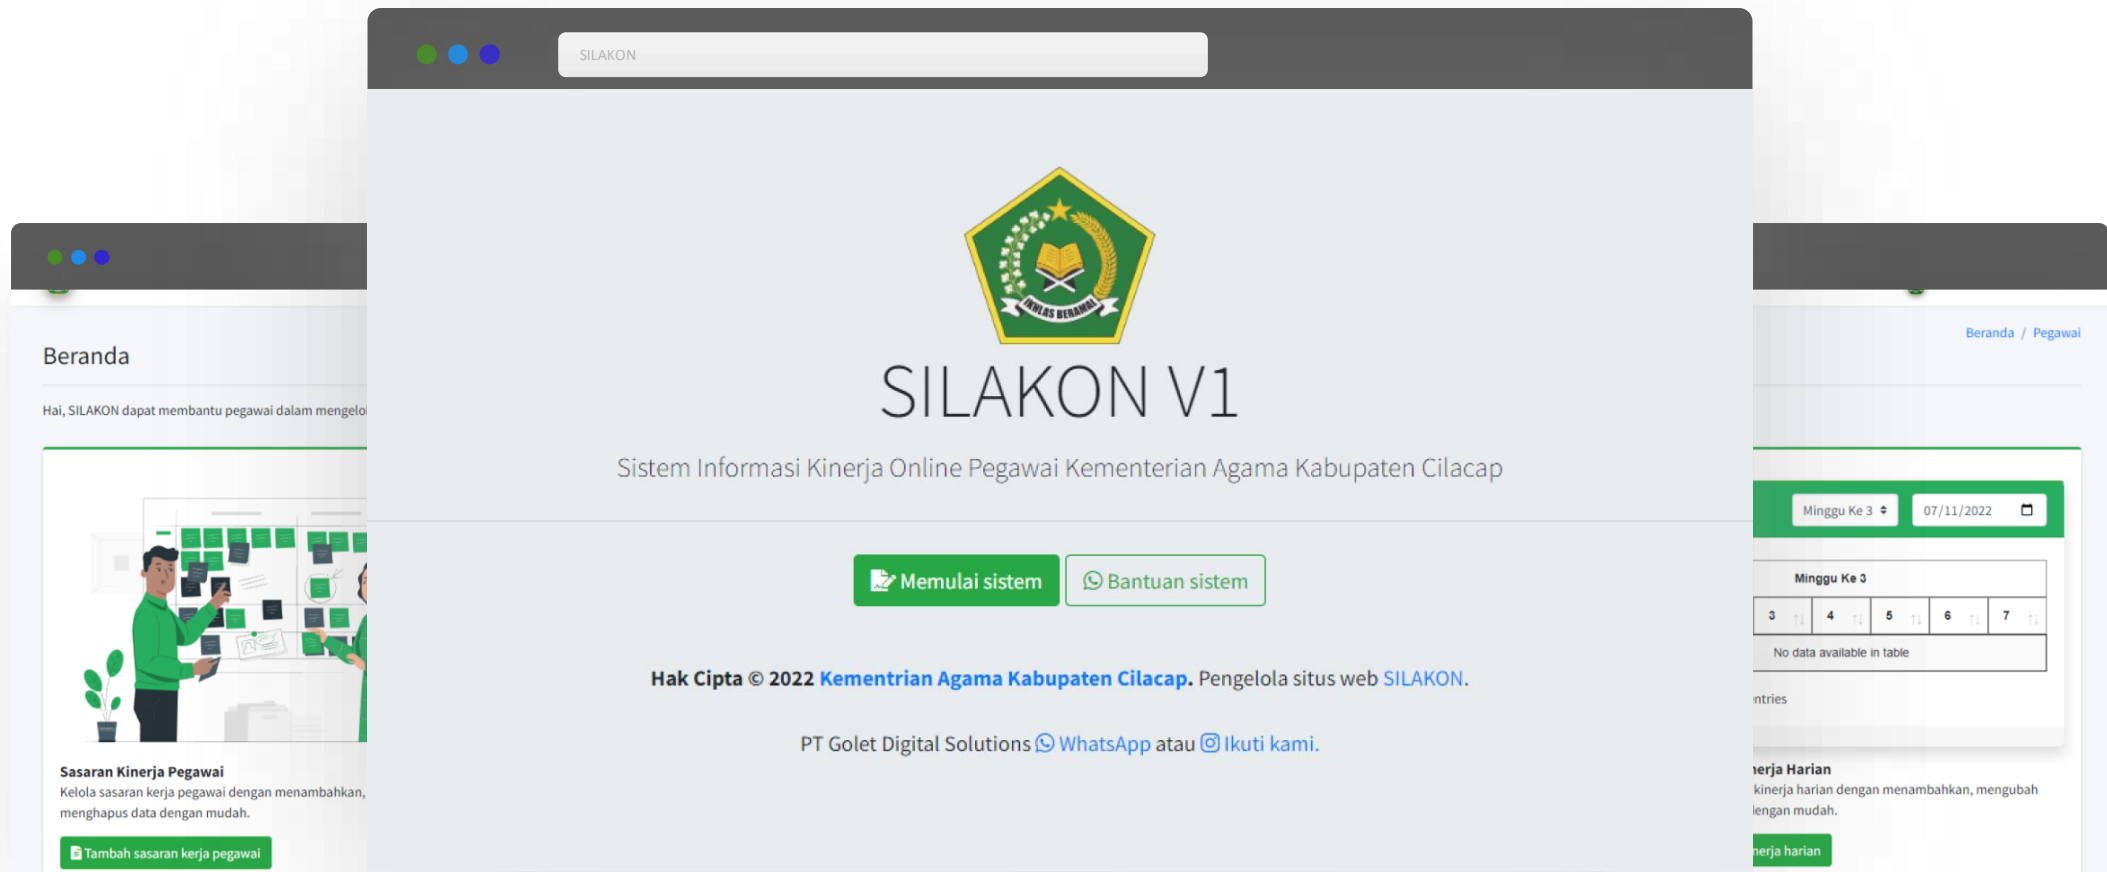 SILAKON
IKHLAS BERAMAL
SILAKON V1
Sistem Informasi Kinerja Online Pegawai Kementerian Agama Kabupaten Cilacap
Memulai sistem
Bantuan sistem
Hak Cipta © 2022 Kementrian Agama Kabupaten Cilacap. Pengelola situs web SILAKON.
PT Golet Digital Solutions WhatsApp atau Ikuti kami.
Beranda
Hai, SILAKON dapat membantu pegawai dalam mengelo
Sasaran Kinerja Pegawai
Kelola sasaran kerja pegawai dengan menambahkan,
menghapus data dengan mudah.
Tambah sasaran kerja pegawai
Beranda / Pegawai
Minggu Ke 3 07/11/2022
Minggu Ke 3
3 4 5 6 7
No data available in table
entries
nerja Harian
kinerja harian dengan menambahkan, mengubah
dengan mudah.
nerja harian